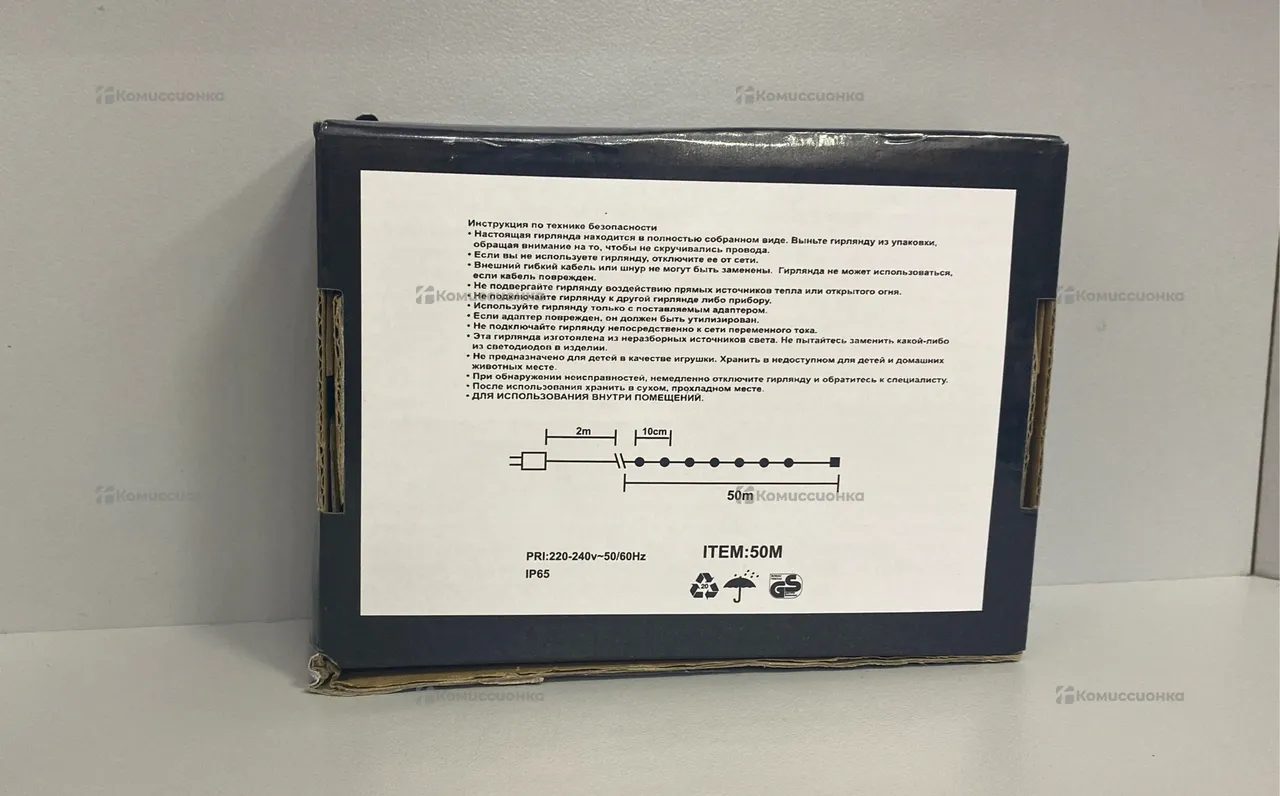 Комиссионка
Комиссионка
Инструкция по технике безопасности
• Настоящая гирлянда находится в полностью собранном виде. Выньте гирлянду из упаковки,
обращая внимание на то, чтобы не скручивались провода.
• Если вы не используете гирлянду, отключите ее от сети.
• Внешний гибкий кабель или шнур не могут быть заменены. Гирлянда не может использоваться,
если кабель поврежден.
• Не подвергайте гирлянду воздействию прямых источников тепла или открытого огня.
Комиссионка
Комиссионка
• Не подключайте гирлянду к другой гирлянде либо прибору.
• Используйте гирлянду только с поставляемым адаптером.
• Если адаптер поврежден, он должен быть утилизирован.
• Не подключайте гирлянду непосредственно к сети переменного тока.
• Эта гирлянда изготовлена из неразборных источников света. Не пытайтесь заменить какой-либо
из светодиодов в изделии.
• Не предназначено для детей в качестве игрушки. Хранить в недоступном для детей и домашних
животных месте.
• При обнаружении неисправностей, немедленно отключите гирлянду и обратитесь к специалисту.
• После использования хранить в сухом, прохладном месте.
• ДЛЯ ИСПОЛЬЗОВАНИЯ ВНУТРИ ПОМЕЩЕНИЙ.
2m 10cm
50m
Комиссионка
Комиссионка
PRI:220-240v~50/60Hz
IP65
ITEM:50M
20
GS
Комиссионка
Комиссионка